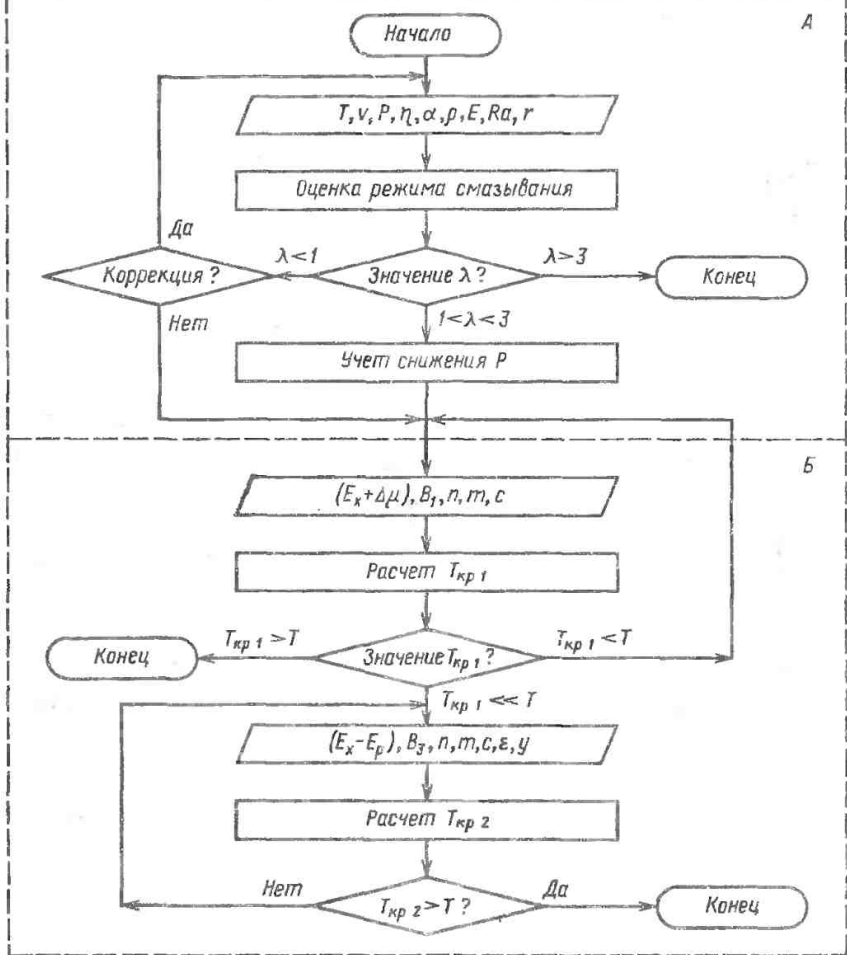 А
Начало
T, v, P, η, α, ρ, E, Ra, r
Оценка режима смазывания
Да
λ<1
λ>3
Коррекция?
Значение λ?
Конец
Нет
1<λ<3
Учет снижения P
Б
(Eₓ+Δμ), B₁, n, m, c
Расчет Tкр 1
Tкр 1>T
Tкр 1<T
Конец
Значение Tкр 1?
Tкр 1 << T
(Eₓ−Eₚ), B₃, n, m, c, ε, y
Расчет Tкр 2
Нет
Да
Tкр 2>T?
Конец